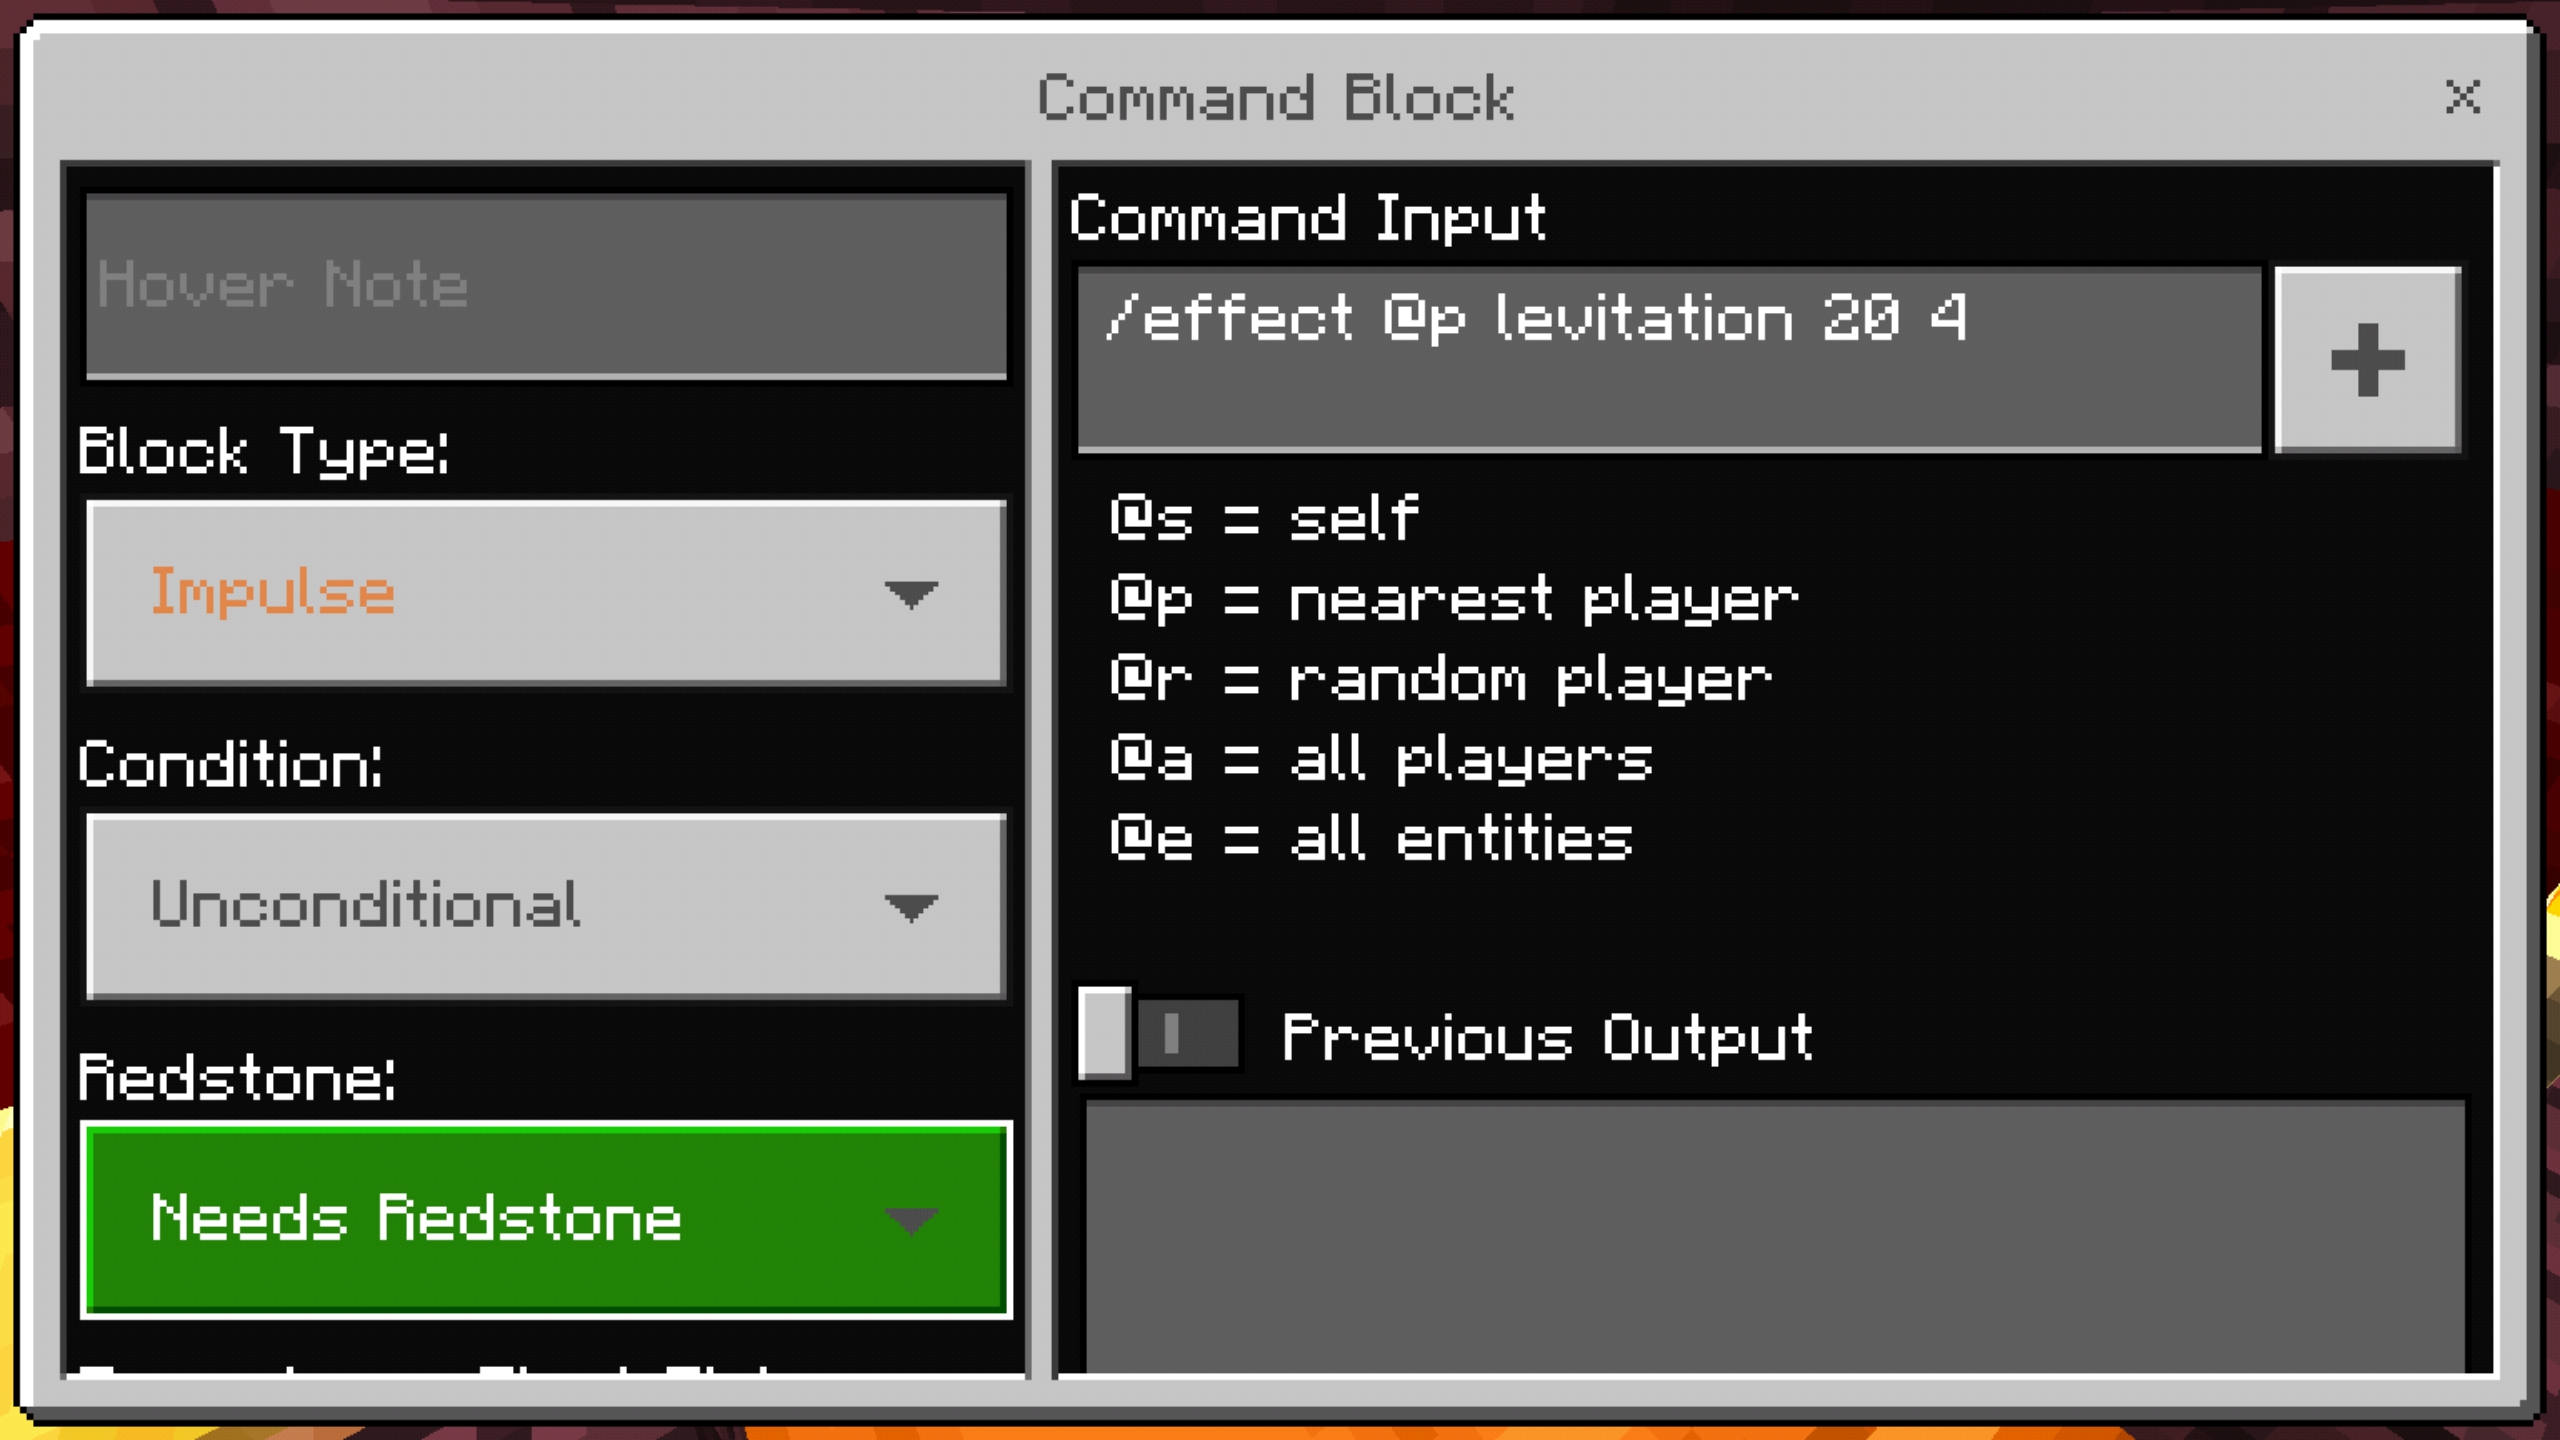 Command Block
Hover Note
Block Type:
Impulse
Condition:
Unconditional
Redstone:
Needs Redstone
Command Input
/effect @p levitation 20 4
@s = self
@p = nearest player
@r = random player
@a = all players
@e = all entities
Previous Output